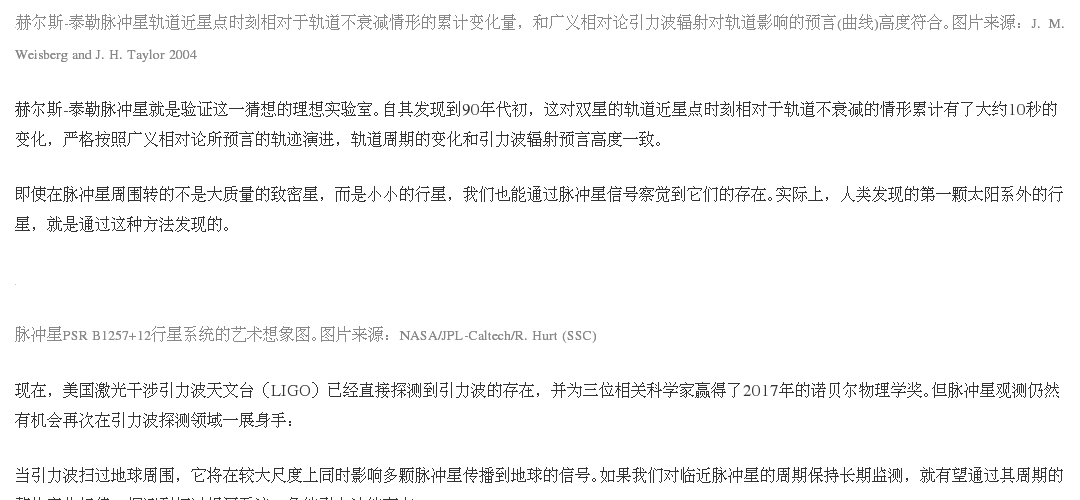 赫尔斯-泰勒脉冲星轨道近星点时刻相对于轨道不衰减情形的累计变化量，和广义相对论引力波辐射对轨道影响的预言(曲线)高度符合。图片来源：J. M.
Weisberg and J. H. Taylor 2004
赫尔斯-泰勒脉冲星就是验证这一猜想的理想实验室。自其发现到90年代初，这对双星的轨道近星点时刻相对于轨道不衰减的情形累计有了大约10秒的
变化，严格按照广义相对论所预言的轨迹演进，轨道周期的变化和引力波辐射预言高度一致。
即使在脉冲星周围转的不是大质量的致密星，而是小小的行星，我们也能通过脉冲星信号察觉到它们的存在。实际上，人类发现的第一颗太阳系外的行
星，就是通过这种方法发现的。
脉冲星PSR B1257+12行星系统的艺术想象图。图片来源：NASA/JPL-Caltech/R. Hurt (SSC)
现在，美国激光干涉引力波天文台（LIGO）已经直接探测到引力波的存在，并为三位相关科学家赢得了2017年的诺贝尔物理学奖。但脉冲星观测仍然
有机会再次在引力波探测领域一展身手：
当引力波扫过地球周围，它将在较大尺度上同时影响多颗脉冲星传播到地球的信号。如果我们对临近脉冲星的周期保持长期监测，就有望通过其周期的